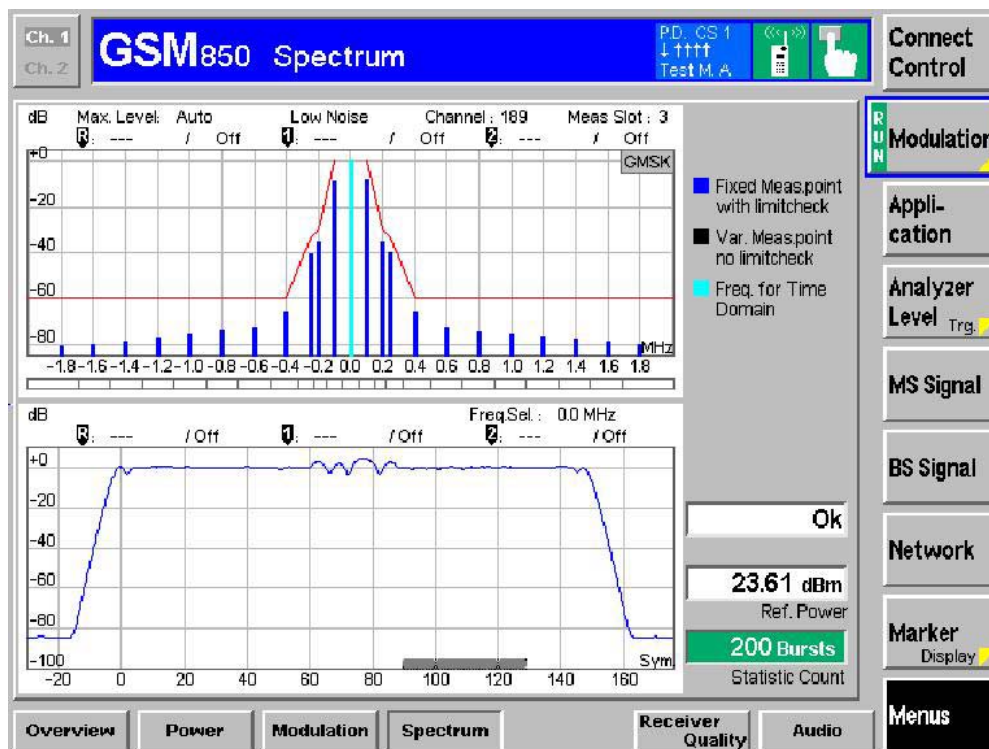 Ch. 1
Ch. 2
GSM850 Spectrum
PD. CS 1
↓ ↑↑↑↑
Test M. A
Connect
Control
dB Max. Level: Auto Low Noise Channel : 189 Meas Slot : 3
R: --- / Off 1: --- / Off 2: --- / Off
+0
-20
-40
-60
-80
GMSK
MHz
-1.8 -1.6 -1.4 -1.2 -1.0 -0.8 -0.6 -0.4 -0.2 0.0 0.2 0.4 0.6 0.8 1.0 1.2 1.4 1.6 1.8
Fixed Meas.point
with limitcheck
Var. Meas.point
no limitcheck
Freq. for Time
Domain
RUN
Modulation
Appli-
cation
Analyzer
Level Trg.
MS Signal
BS Signal
Network
Marker
Display
Menus
dB Freq.Sel. : 0.0 MHz
R: --- / Off 1: --- / Off 2: --- / Off
+0
-20
-40
-60
-80
-100
Sym.
-20 0 20 40 60 80 100 120 140 160
Ok
23.61 dBm
Ref. Power
200 Bursts
Statistic Count
Overview
Power
Modulation
Spectrum
Receiver
Quality
Audio